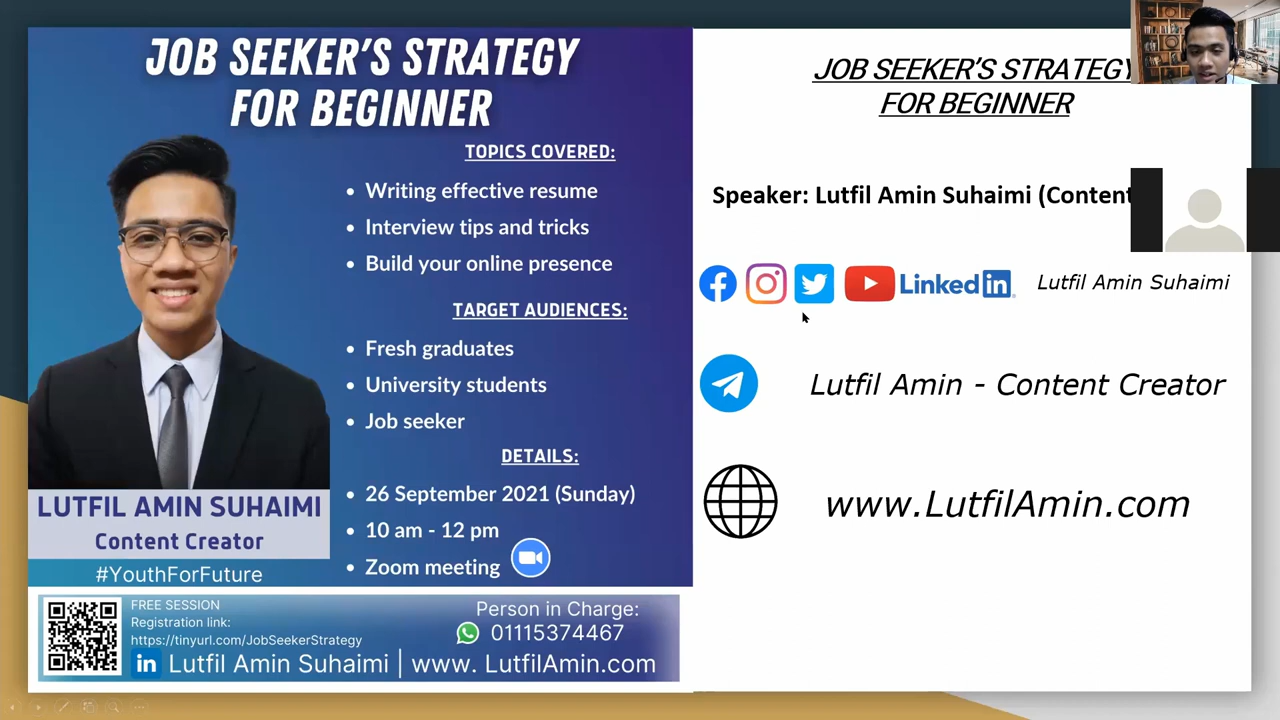 JOB SEEKER'S STRATEGY
FOR BEGINNER
TOPICS COVERED:
• Writing effective resume
• Interview tips and tricks
• Build your online presence
TARGET AUDIENCES:
• Fresh graduates
• University students
• Job seeker
DETAILS:
• 26 September 2021 (Sunday)
• 10 am - 12 pm
• Zoom meeting
LUTFIL AMIN SUHAIMI
Content Creator
#YouthForFuture
FREE SESSION
Registration link:
https://tinyurl.com/JobSeekerStrategy
Person in Charge:
01115374467
in Lutfil Amin Suhaimi | www. LutfilAmin.com
JOB SEEKER'S STRATEGY
FOR BEGINNER
Speaker: Lutfil Amin Suhaimi (Content
Linked in Lutfil Amin Suhaimi
Lutfil Amin - Content Creator
www.LutfilAmin.com